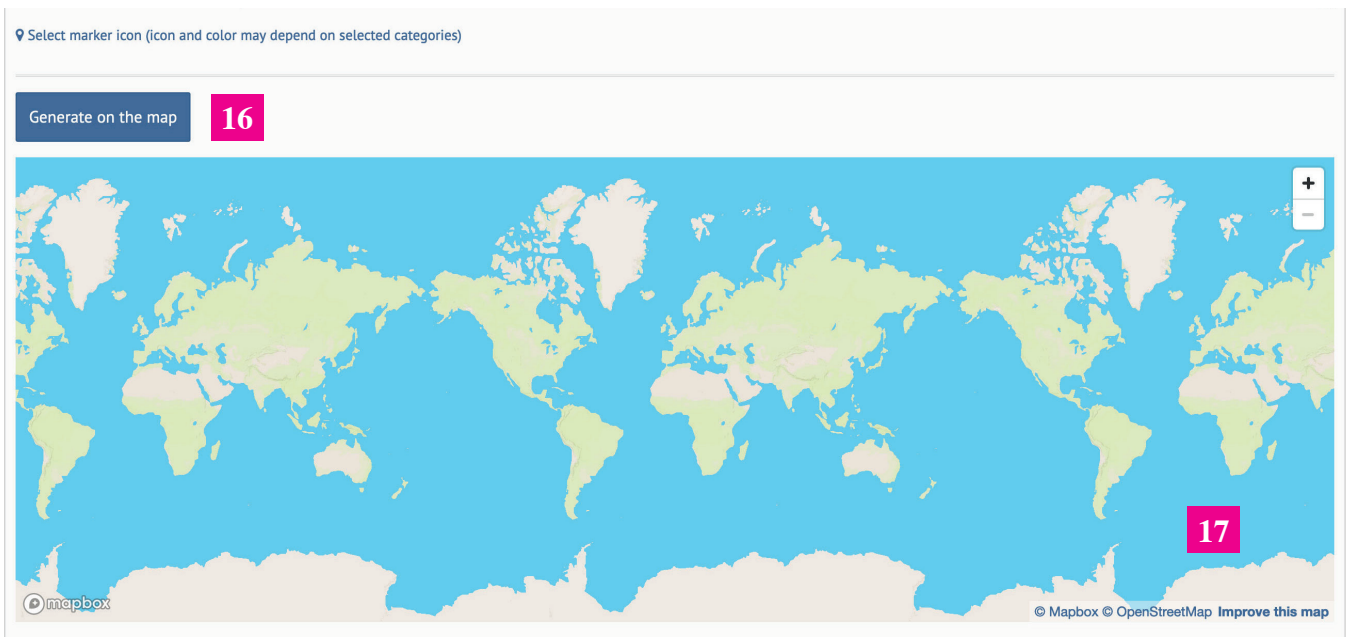 Select marker icon (icon and color may depend on selected categories)
Generate on the map
16
+
−
17
mapbox
© Mapbox © OpenStreetMap Improve this map